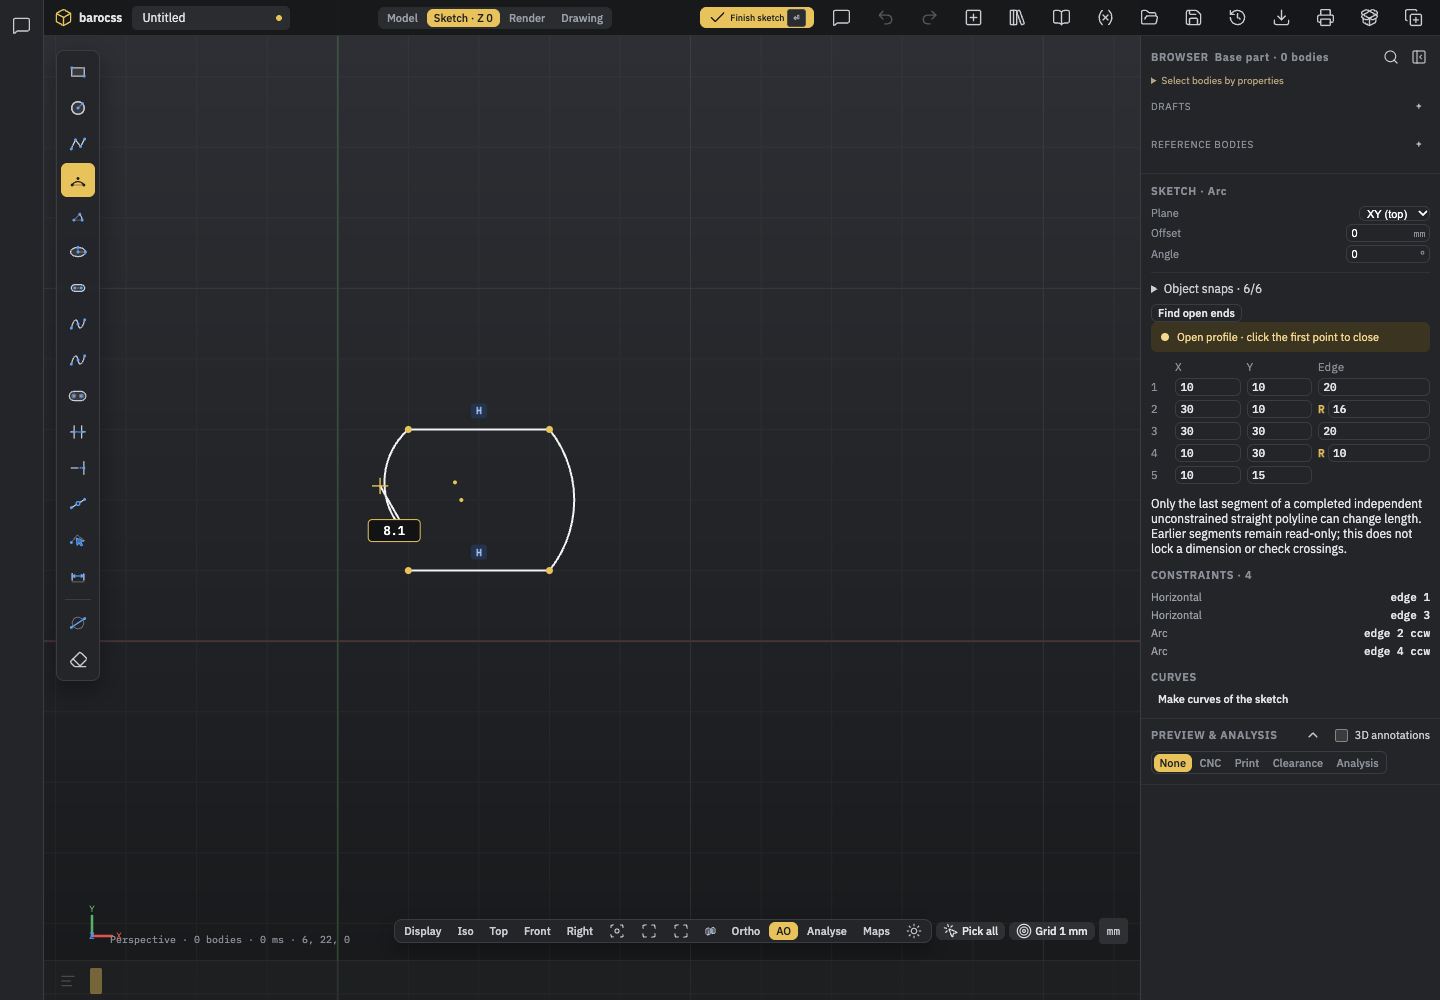 barocss
Untitled
Model
Sketch · Z 0
Render
Drawing
Finish sketch
BROWSER Base part · 0 bodies
Select bodies by properties
DRAFTS +
REFERENCE BODIES +
SKETCH · Arc
Plane XY (top)
Offset 0 mm
Angle 0 °
Object snaps · 6/6
Find open ends
Open profile · click the first point to close
X Y Edge
1 10 10 20
2 30 10 R 16
3 30 30 20
4 10 30 R 10
5 10 15
Only the last segment of a completed independent
unconstrained straight polyline can change length.
Earlier segments remain read-only; this does not
lock a dimension or check crossings.
CONSTRAINTS · 4
Horizontal edge 1
Horizontal edge 3
Arc edge 2 ccw
Arc edge 4 ccw
CURVES
Make curves of the sketch
PREVIEW & ANALYSIS
3D annotations
None CNC Print Clearance Analysis
H
8.1
H
Y
X
Z
Perspective · 0 bodies · 0 ms · 6, 22, 0
Display Iso Top Front Right Ortho AO Analyse Maps
Pick all
Grid 1 mm
mm